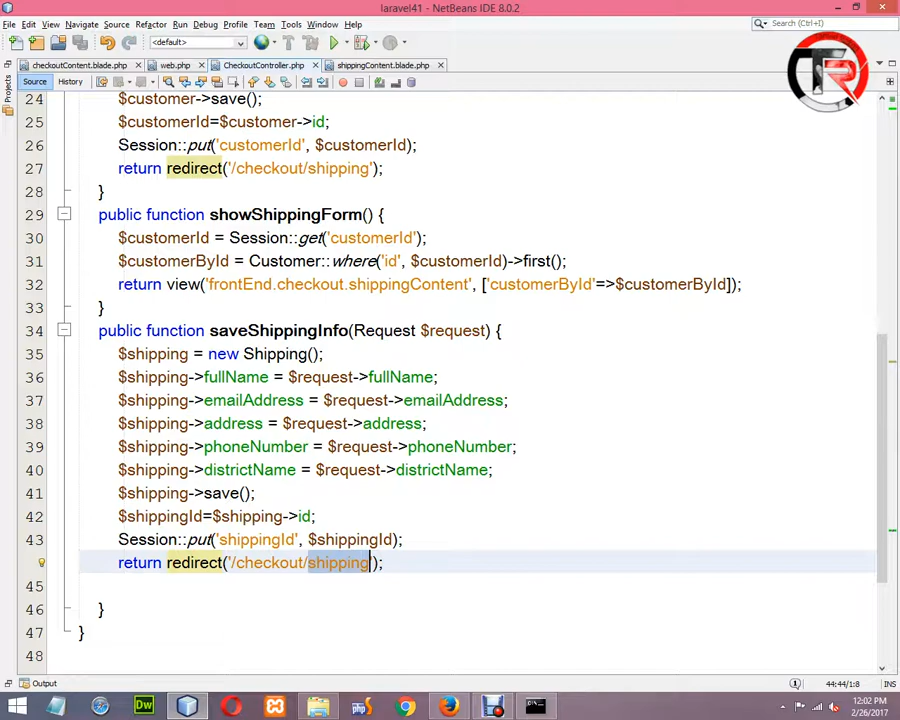 laravel41 - NetBeans IDE 8.0.2
File Edit View Navigate Source Refactor Run Debug Profile Team Tools Window Help
Search (Ctrl+I)
<default>
checkoutContent.blade.php web.php CheckoutController.php shippingContent.blade.php
Source History
Projects
24 $customer->save();
25 $customerId=$customer->id;
26 Session::put('customerId', $customerId);
27 return redirect('/checkout/shipping');
28 }
29 public function showShippingForm() {
30 $customerId = Session::get('customerId');
31 $customerById = Customer::where('id', $customerId)->first();
32 return view('frontEnd.checkout.shippingContent', ['customerById'=>$customerById]);
33 }
34 public function saveShippingInfo(Request $request) {
35 $shipping = new Shipping();
36 $shipping->fullName = $request->fullName;
37 $shipping->emailAddress = $request->emailAddress;
38 $shipping->address = $request->address;
39 $shipping->phoneNumber = $request->phoneNumber;
40 $shipping->districtName = $request->districtName;
41 $shipping->save();
42 $shippingId=$shipping->id;
43 Session::put('shippingId', $shippingId);
return redirect('/checkout/shipping');
45
46 }
47 }
48
Output
44:44/1:8 INS
Dw
12:02 PM
2/26/2017